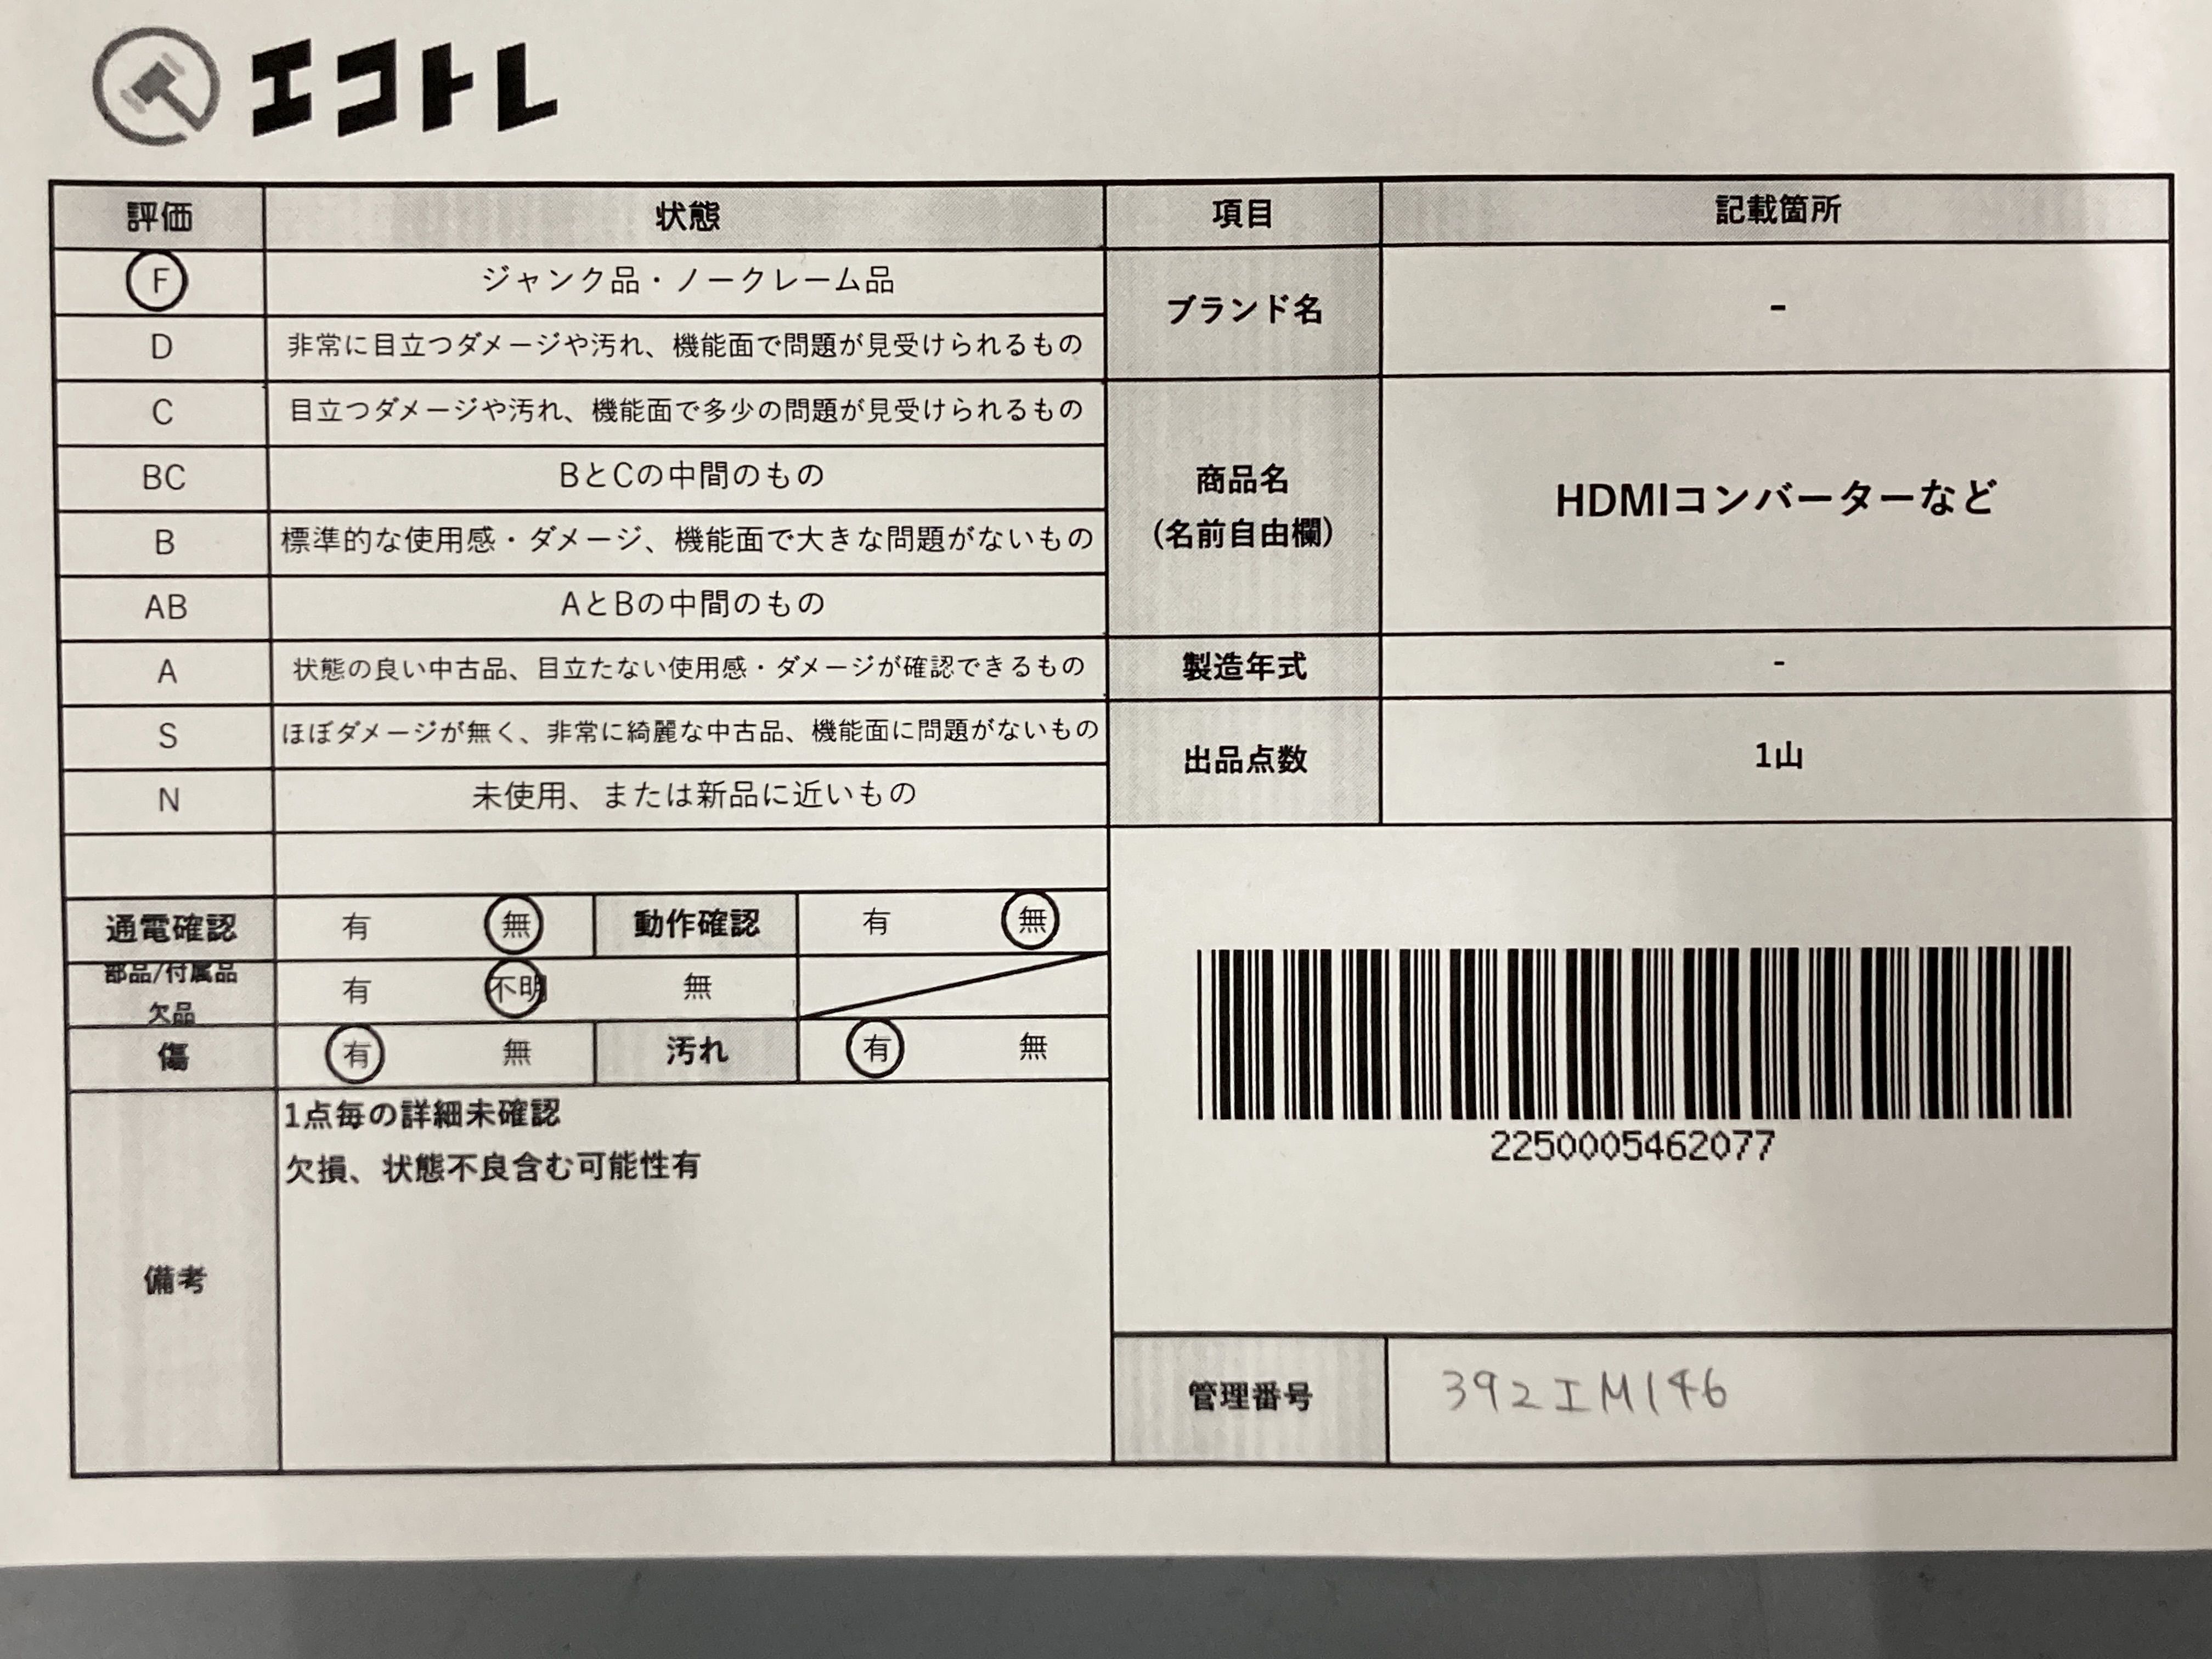 エコトレ
評価 状態 項目 記載箇所
F ジャンク品・ノークレーム品
ブランド名 -
D 非常に目立つダメージや汚れ、機能面で問題が見受けられるもの
C 目立つダメージや汚れ、機能面で多少の問題が見受けられるもの
BC BとCの中間のもの
商品名
(名前自由欄)
HDMIコンバーターなど
B 標準的な使用感・ダメージ、機能面で大きな問題がないもの
AB AとBの中間のもの
A 状態の良い中古品、目立たない使用感・ダメージが確認できるもの
製造年式 -
S ほぼダメージが無く、非常に綺麗な中古品、機能面に問題がないもの
出品点数 1山
N 未使用、または新品に近いもの
通電確認 有 無 動作確認 有 無
部品/付属品
欠品
有 不明 無
傷 有 無 汚れ 有 無
備考
1点毎の詳細未確認
欠損、状態不良含む可能性有
2250005462077
管理番号 392IM146